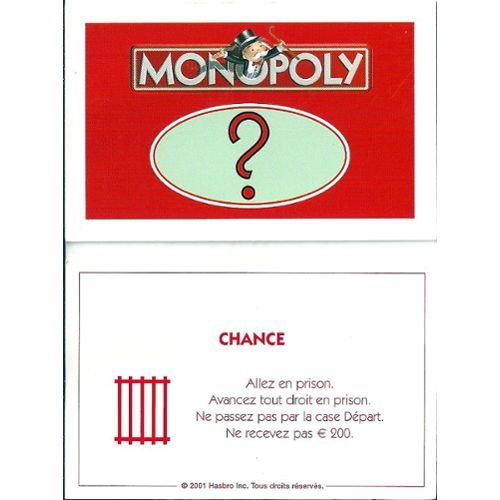 MONOPOLY
?
CHANCE
Allez en prison.
Avancez tout droit en prison.
Ne passez pas par la case Départ.
Ne recevez pas € 200.
© 2001 Hasbro Inc. Tous droits réservés.